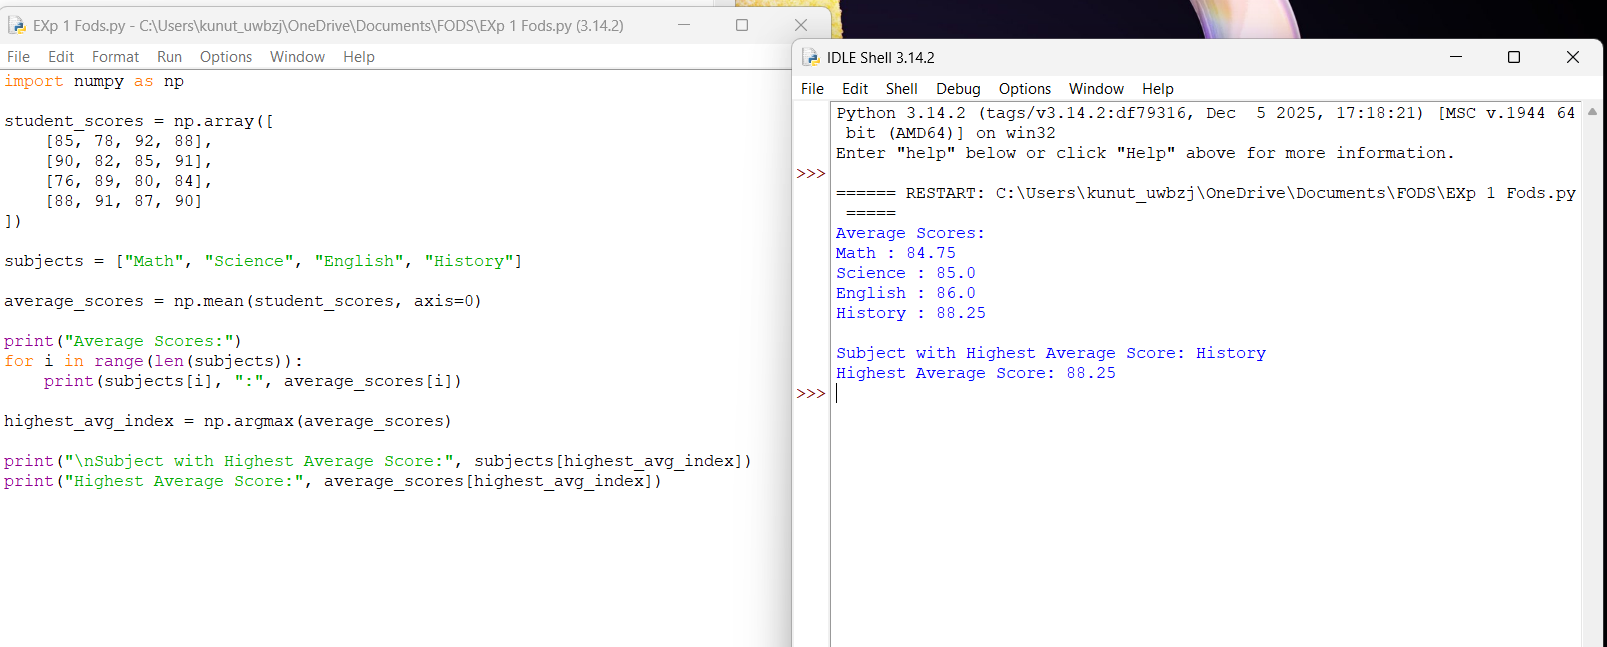 EXp 1 Fods.py - C:\Users\kunut_uwbzj\OneDrive\Documents\FODS\EXp 1 Fods.py (3.14.2)
File Edit Format Run Options Window Help
import numpy as np
student_scores = np.array([
    [85, 78, 92, 88],
    [90, 82, 85, 91],
    [76, 89, 80, 84],
    [88, 91, 87, 90]
])
subjects = ["Math", "Science", "English", "History"]
average_scores = np.mean(student_scores, axis=0)
print("Average Scores:")
for i in range(len(subjects)):
    print(subjects[i], ":", average_scores[i])
highest_avg_index = np.argmax(average_scores)
print("\nSubject with Highest Average Score:", subjects[highest_avg_index])
print("Highest Average Score:", average_scores[highest_avg_index])
IDLE Shell 3.14.2
File Edit Shell Debug Options Window Help
Python 3.14.2 (tags/v3.14.2:df79316, Dec  5 2025, 17:18:21) [MSC v.1944 64
 bit (AMD64)] on win32
Enter "help" below or click "Help" above for more information.
>>>
====== RESTART: C:\Users\kunut_uwbzj\OneDrive\Documents\FODS\EXp 1 Fods.py
 =====
Average Scores:
Math : 84.75
Science : 85.0
English : 86.0
History : 88.25
Subject with Highest Average Score: History
Highest Average Score: 88.25
>>>